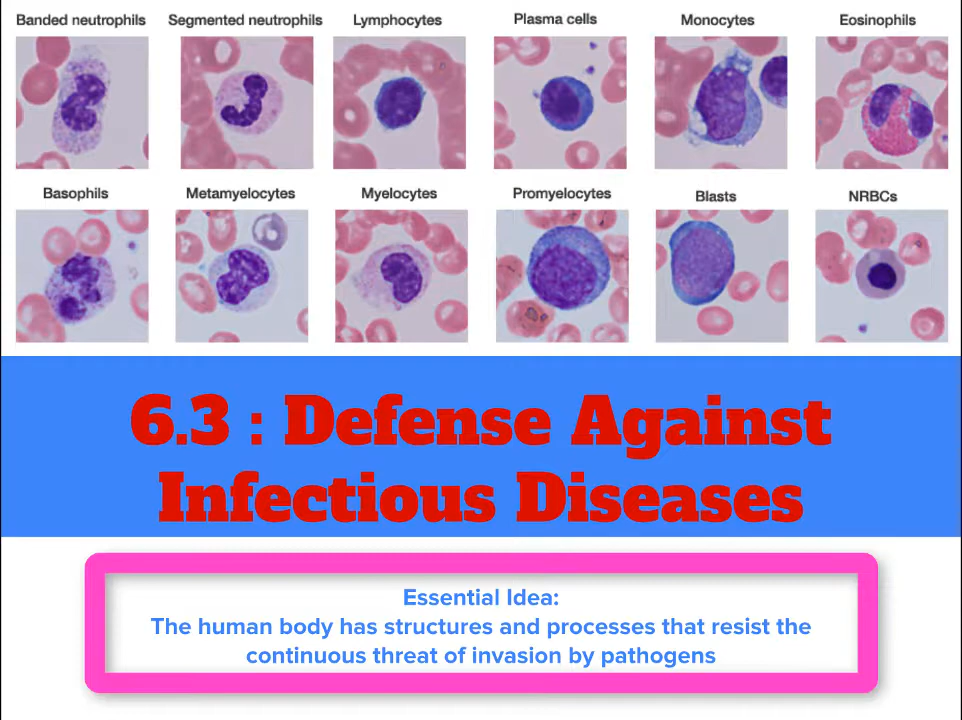 Banded neutrophils Segmented neutrophils Lymphocytes Plasma cells Monocytes Eosinophils
Basophils Metamyelocytes Myelocytes Promyelocytes Blasts NRBCs
6.3 : Defense Against
Infectious Diseases
Essential Idea:
The human body has structures and processes that resist the
continuous threat of invasion by pathogens